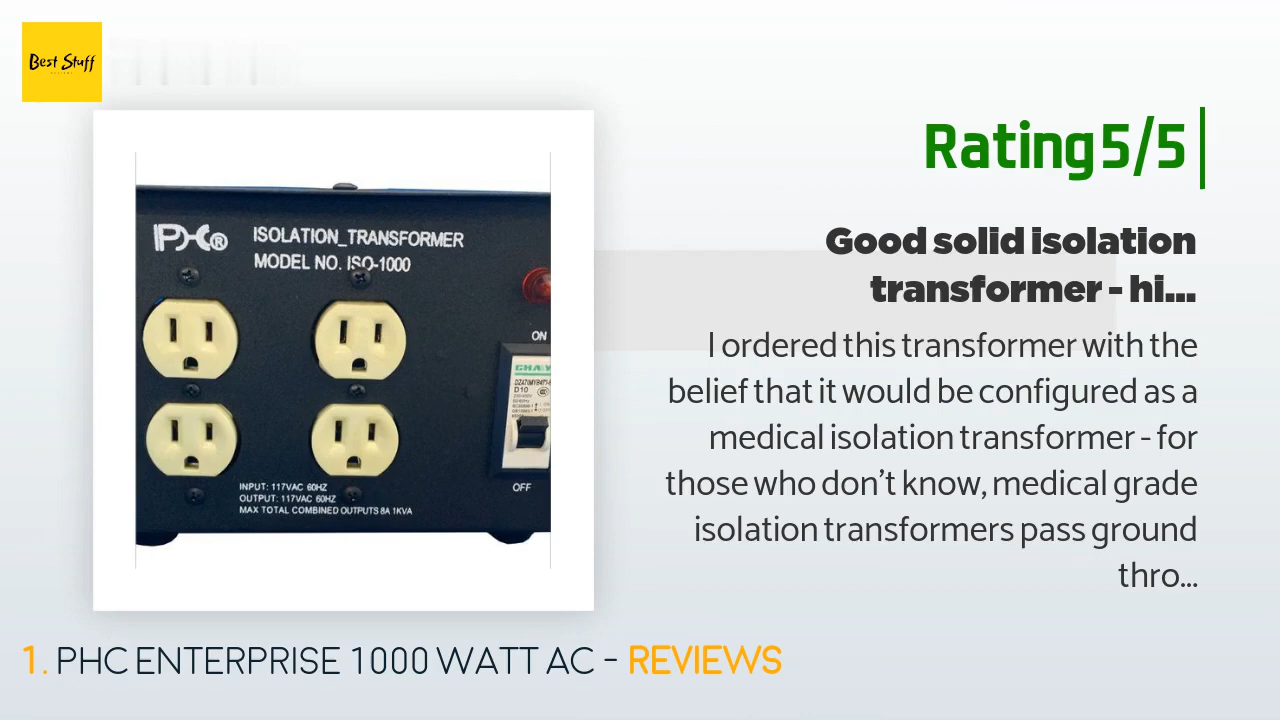 Best Stuff
Rating 5/5
Good solid isolation
transformer - hi...
I ordered this transformer with the
belief that it would be configured as a
medical isolation transformer - for
those who don't know, medical grade
isolation transformers pass ground
thro...
PHC®
ISOLATION_TRANSFORMER
MODEL NO. ISO-1000
ON
D10
OFF
INPUT: 117VAC 60HZ
OUTPUT: 117VAC 60HZ
MAX TOTAL COMBINED OUTPUTS 8A 1KVA
1. PHC ENTERPRISE 1000 WATT AC - REVIEWS